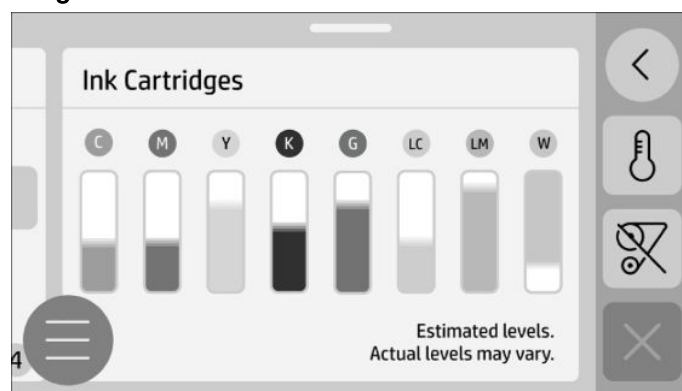 Ink Cartridges
C M Y K G LC LM W
Estimated levels.
Actual levels may vary.
4